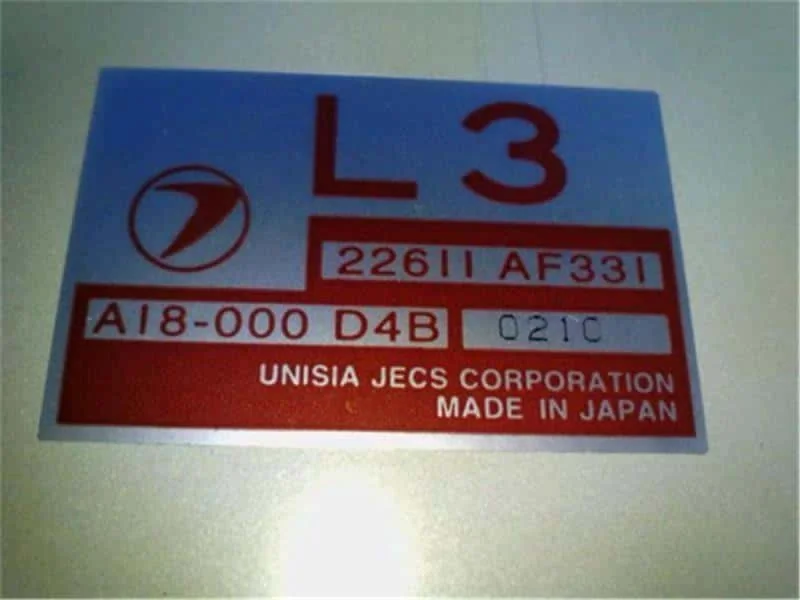 L3
22611 AF331
A18-000 D4B 021C
UNISIA JECS CORPORATION
MADE IN JAPAN